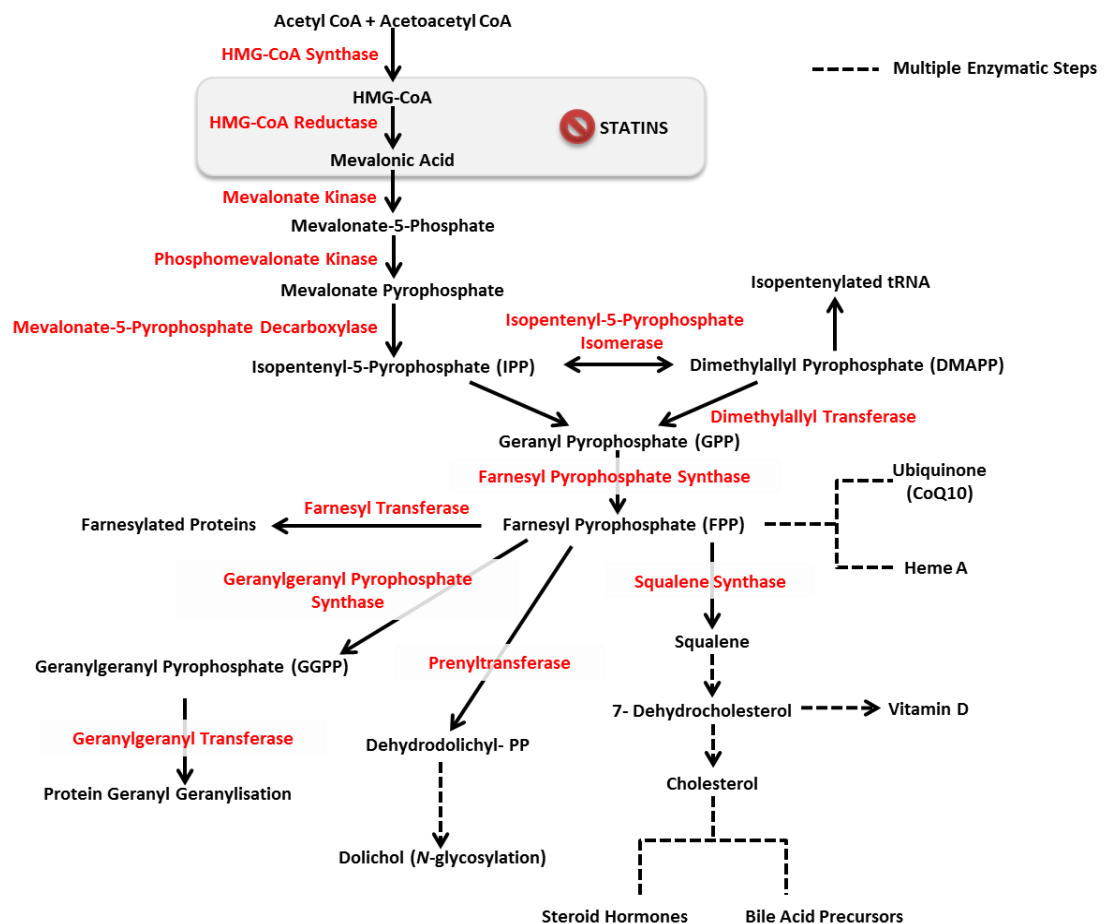 Acetyl CoA + Acetoacetyl CoA
HMG-CoA Synthase
Multiple Enzymatic Steps
HMG-CoA
HMG-CoA Reductase
STATINS
Mevalonic Acid
Mevalonate Kinase
Mevalonate-5-Phosphate
Phosphomevalonate Kinase
Mevalonate Pyrophosphate
Isopentenylated tRNA
Mevalonate-5-Pyrophosphate Decarboxylase
Isopentenyl-5-Pyrophosphate
Isomerase
Isopentenyl-5-Pyrophosphate (IPP)
Dimethylallyl Pyrophosphate (DMAPP)
Dimethylallyl Transferase
Geranyl Pyrophosphate (GPP)
Farnesyl Pyrophosphate Synthase
Ubiquinone
(CoQ10)
Farnesyl Transferase
Farnesylated Proteins
Farnesyl Pyrophosphate (FPP)
Heme A
Geranylgeranyl Pyrophosphate
Synthase
Squalene Synthase
Squalene
Geranylgeranyl Pyrophosphate (GGPP)
Prenyltransferase
7- Dehydrocholesterol
Vitamin D
Geranylgeranyl Transferase
Dehydrodolichyl- PP
Cholesterol
Protein Geranyl Geranylisation
Dolichol (N-glycosylation)
Steroid Hormones
Bile Acid Precursors